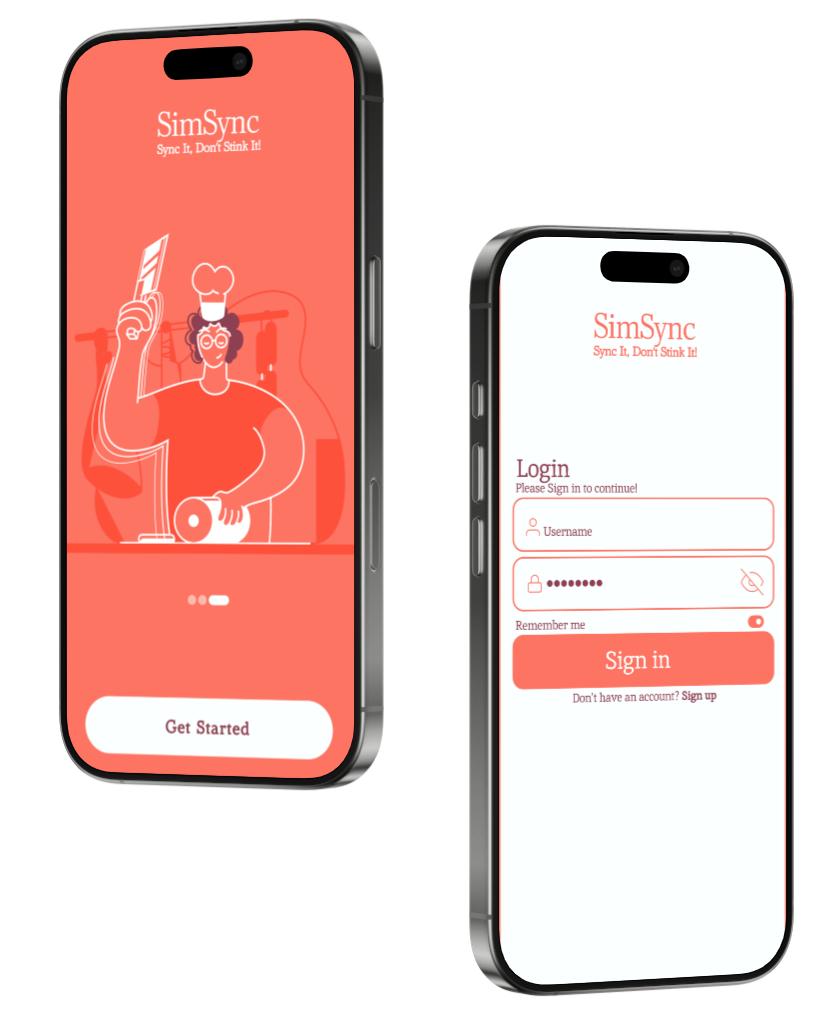 SimSync
Sync It, Don't Stink It!
Get Started
SimSync
Sync It, Don't Stink It!
Login
Please Sign in to continue!
Username
Remember me
Sign in
Don't have an account? Sign up